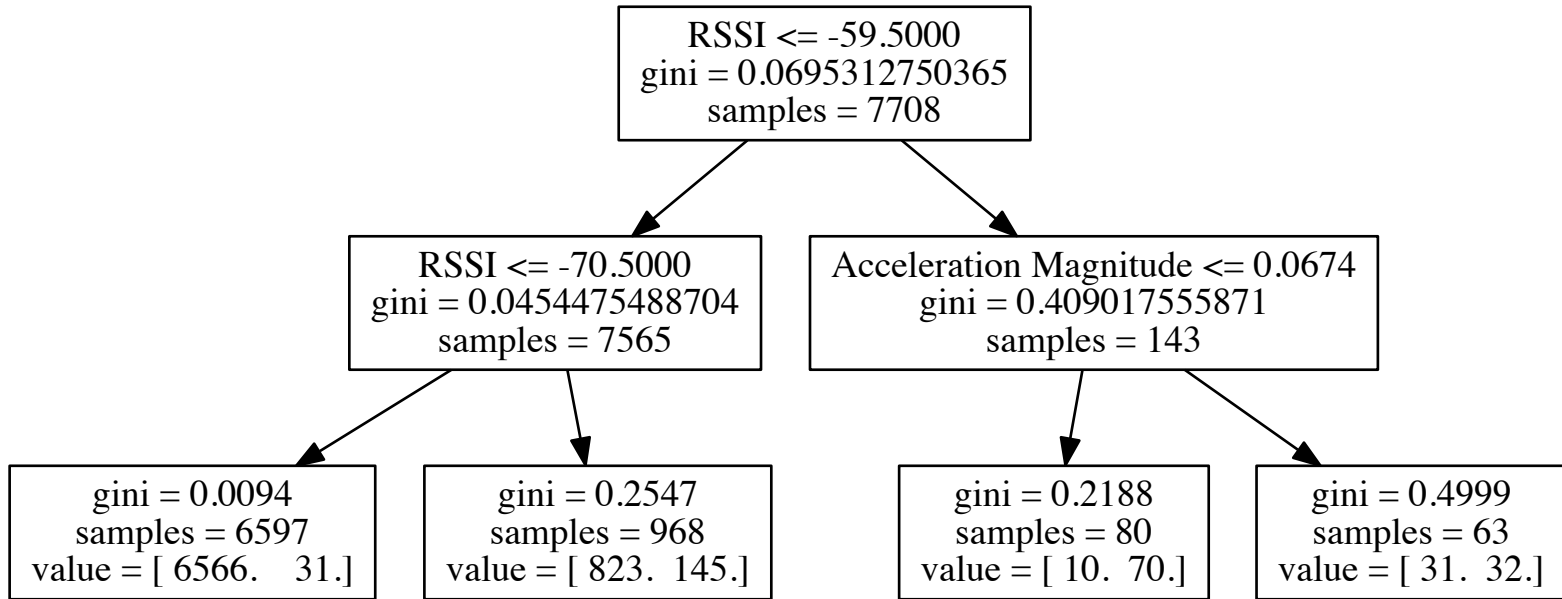 RSSI <= -59.5000
gini = 0.0695312750365
samples = 7708
RSSI <= -70.5000
gini = 0.0454475488704
samples = 7565
Acceleration Magnitude <= 0.0674
gini = 0.409017555871
samples = 143
gini = 0.0094
samples = 6597
value = [ 6566.    31.]
gini = 0.2547
samples = 968
value = [ 823.  145.]
gini = 0.2188
samples = 80
value = [ 10.  70.]
gini = 0.4999
samples = 63
value = [ 31.  32.]